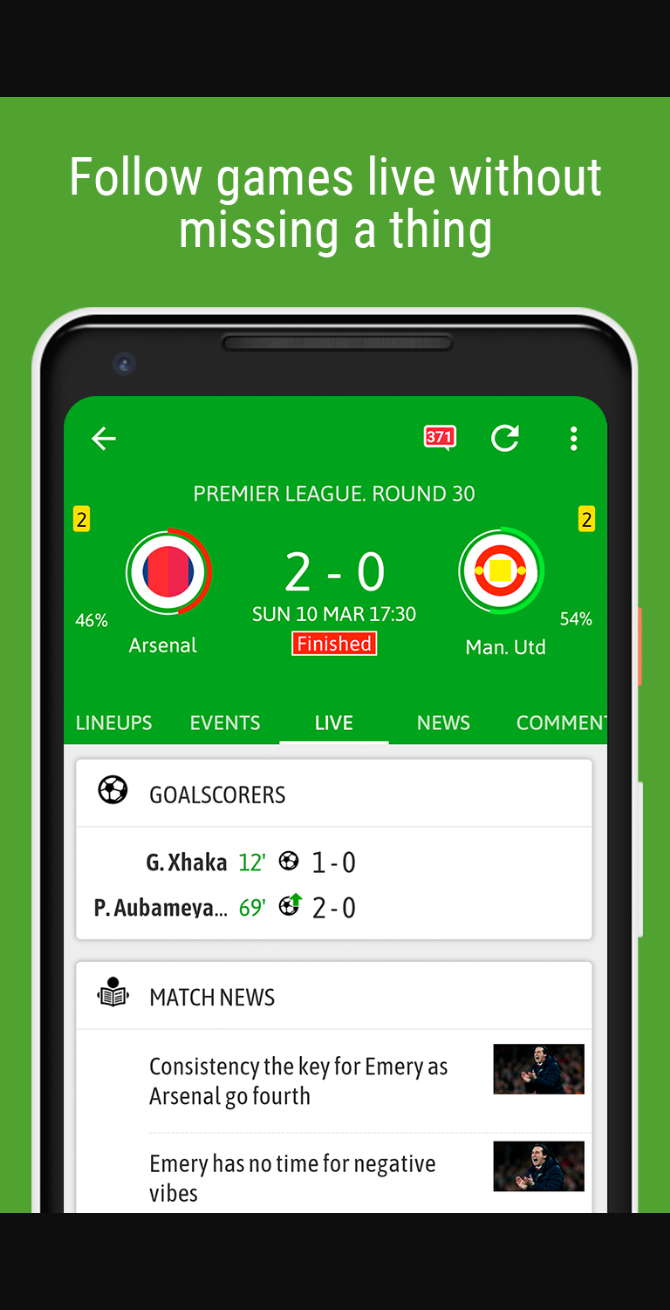 Follow games live without
missing a thing
371
PREMIER LEAGUE. ROUND 30
2
2
2 - 0
SUN 10 MAR 17:30
46%
54%
Arsenal
Finished
Man. Utd
LINEUPS EVENTS LIVE NEWS COMMENT
GOALSCORERS
G. Xhaka 12' 1 - 0
P. Aubameya... 69' 2 - 0
MATCH NEWS
Consistency the key for Emery as
Arsenal go fourth
Emery has no time for negative
vibes